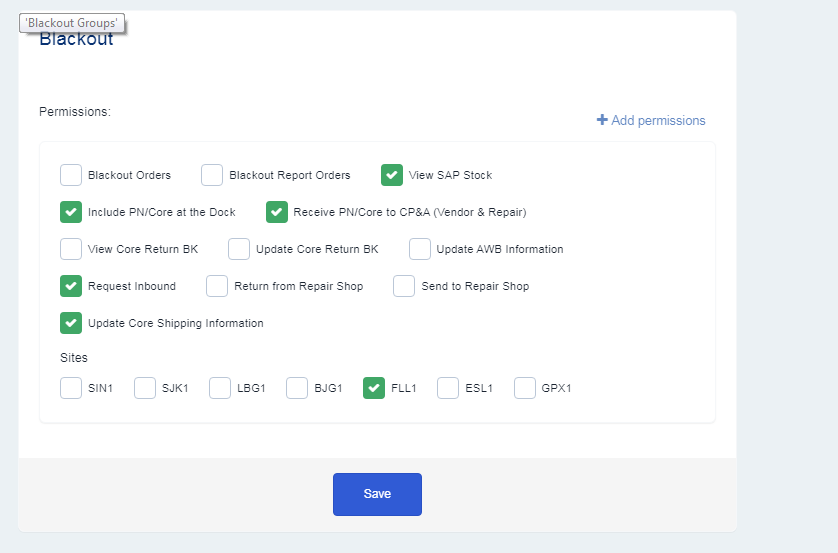 'Blackout Groups'
Blackout
Permissions:
+ Add permissions
Blackout Orders Blackout Report Orders View SAP Stock
Include PN/Core at the Dock Receive PN/Core to CP&A (Vendor & Repair)
View Core Return BK Update Core Return BK Update AWB Information
Request Inbound Return from Repair Shop Send to Repair Shop
Update Core Shipping Information
Sites
SIN1 SJK1 LBG1 BJG1 FLL1 ESL1 GPX1
Save